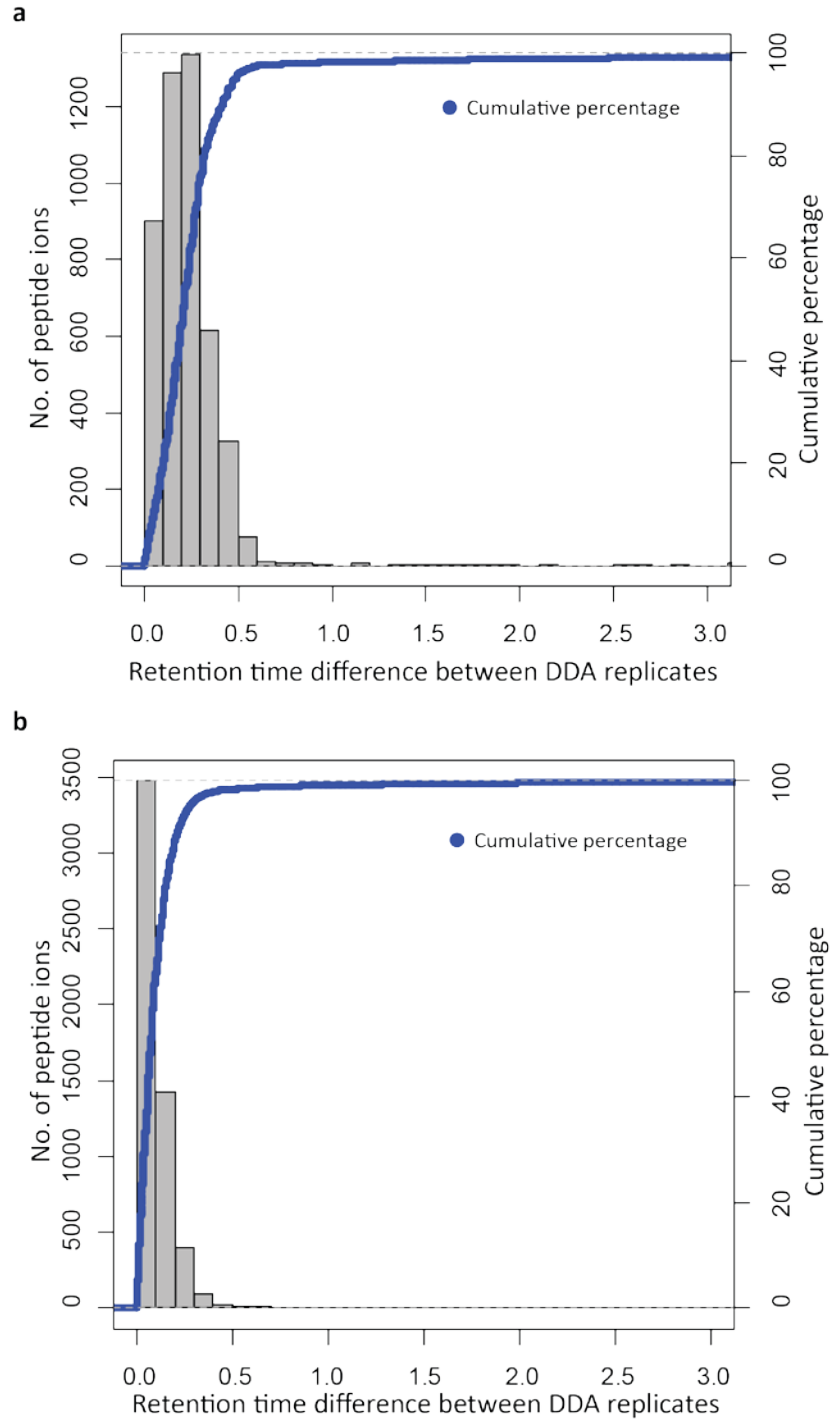 a
No. of peptide ions
0 200 400 600 800 1000 1200
Cumulative percentage
0 20 40 60 80 100
Cumulative percentage
0.0 0.5 1.0 1.5 2.0 2.5 3.0
Retention time difference between DDA replicates
b
No. of peptide ions
0 500 1000 1500 2000 2500 3000 3500
Cumulative percentage
0 20 40 60 80 100
Cumulative percentage
0.0 0.5 1.0 1.5 2.0 2.5 3.0
Retention time difference between DDA replicates